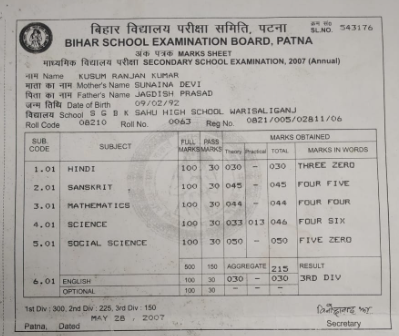 बिहार विद्यालय परीक्षा समिति, पटना
क्रम सं०
SL.NO. 543176
BIHAR SCHOOL EXAMINATION BOARD, PATNA
अंक पत्रक MARKS SHEET
माध्यमिक विद्यालय परीक्षा SECONDARY SCHOOL EXAMINATION, 2007 (Annual)
नाम Name KUSUM RANJAN KUMAR
माता का नाम Mother's Name SUNAINA DEVI
पिता का नाम Father's Name JAGDISH PRASAD
जन्म तिथि Date of Birth 09/02/92
विद्यालय School S G B K SAHU HIGH SCHOOL WARISALIGANJ
Roll Code 08210 Roll No. 0063 Reg No. 0821/005/02811/06
SUB. CODE SUBJECT FULL MARKS PASS MARKS MARKS OBTAINED
Theory Practical TOTAL MARKS IN WORDS
1.01 HINDI 100 30 030 - 030 THREE ZERO
2.01 SANSKRIT 100 30 045 - 045 FOUR FIVE
3.01 MATHEMATICS 100 30 044 - 044 FOUR FOUR
4.01 SCIENCE 100 30 033 013 046 FOUR SIX
5.01 SOCIAL SCIENCE 100 30 050 - 050 FIVE ZERO
500 150 AGGREGATE 215 RESULT
6.01 ENGLISH 100 30 030 - 030 3RD DIV
OPTIONAL 100 30 - - -
1st Div : 300, 2nd Div : 225, 3rd Div : 150
MAY 28, 2007
Patna, Dated Secretary